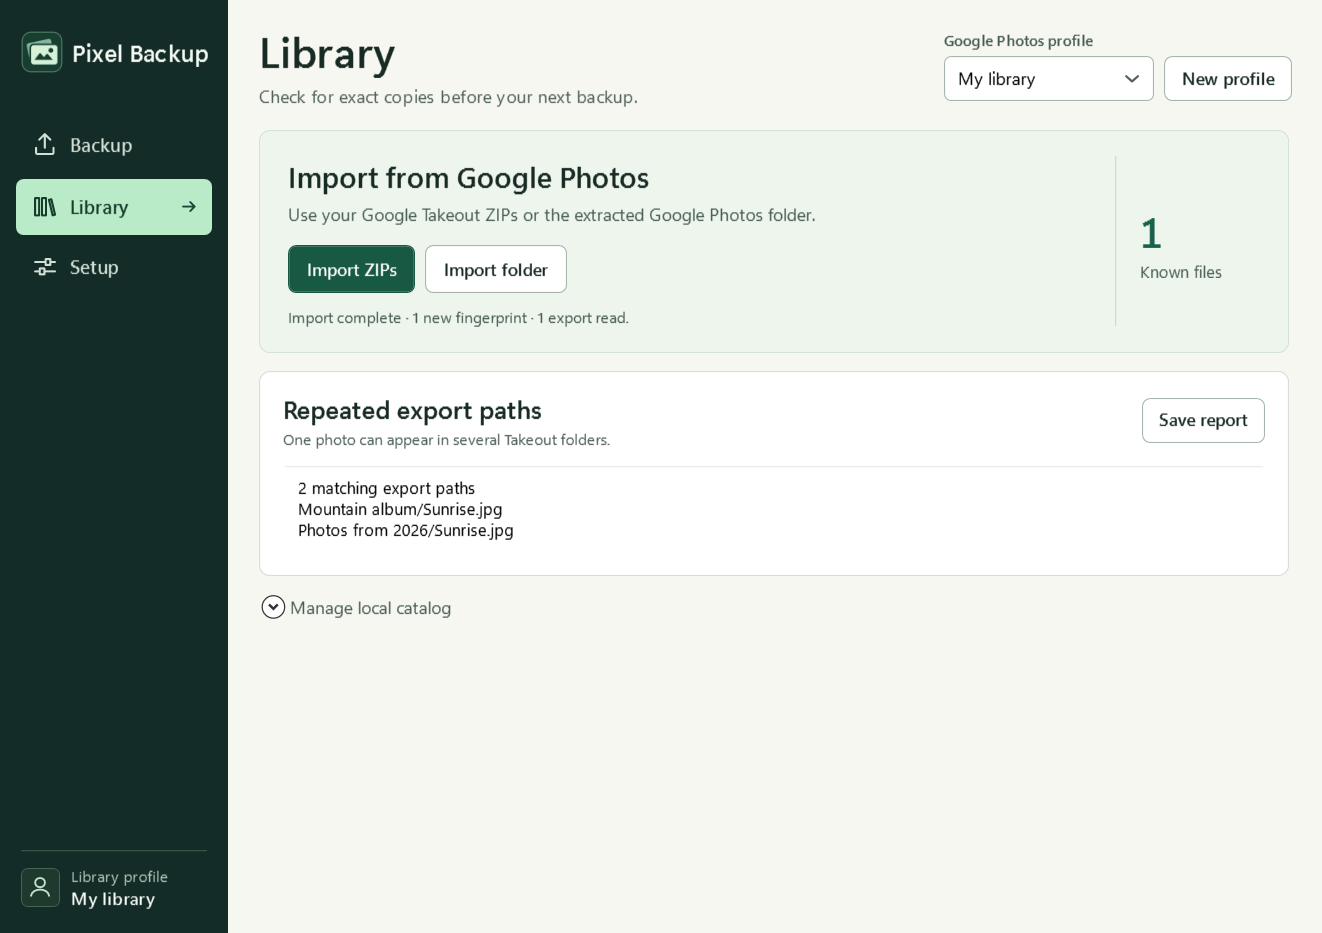 Pixel Backup
Backup
Library
Setup
Library profile
My library
Library
Check for exact copies before your next backup.
Google Photos profile
My library
New profile
Import from Google Photos
Use your Google Takeout ZIPs or the extracted Google Photos folder.
Import ZIPs
Import folder
Import complete · 1 new fingerprint · 1 export read.
1
Known files
Repeated export paths
One photo can appear in several Takeout folders.
Save report
2 matching export paths
Mountain album/Sunrise.jpg
Photos from 2026/Sunrise.jpg
Manage local catalog